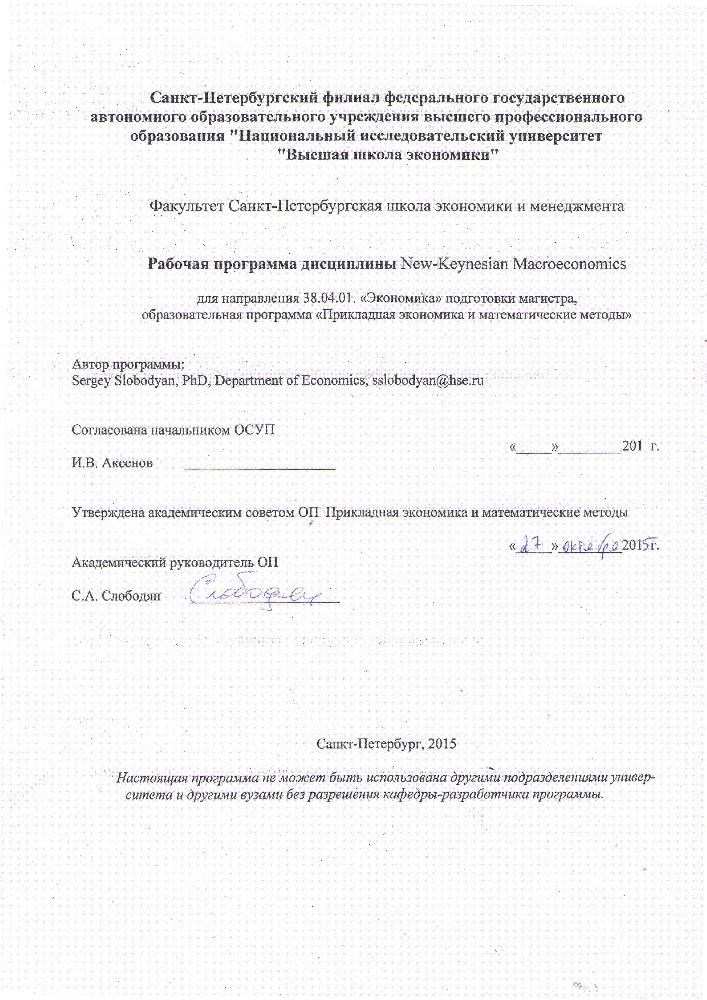 Санкт-Петербургский филиал федерального государственного
автономного образовательного учреждения высшего профессионального
образования "Национальный исследовательский университет
"Высшая школа экономики"
Факультет Санкт-Петербургская школа экономики и менеджмента
Рабочая программа дисциплины New-Keynesian Macroeconomics
для направления 38.04.01. «Экономика» подготовки магистра,
образовательная программа «Прикладная экономика и математические методы»
Автор программы:
Sergey Slobodyan, PhD, Department of Economics, sslobodyan@hse.ru
Согласована начальником ОСУП
«_____»_________201 г.
И.В. Аксенов _____________________
Утверждена академическим советом ОП Прикладная экономика и математические методы
«27» октября 2015г.
Академический руководитель ОП
С.А. Слободян Слободян
Санкт-Петербург, 2015
Настоящая программа не может быть использована другими подразделениями универ-
ситета и другими вузами без разрешения кафедры-разработчика программы.